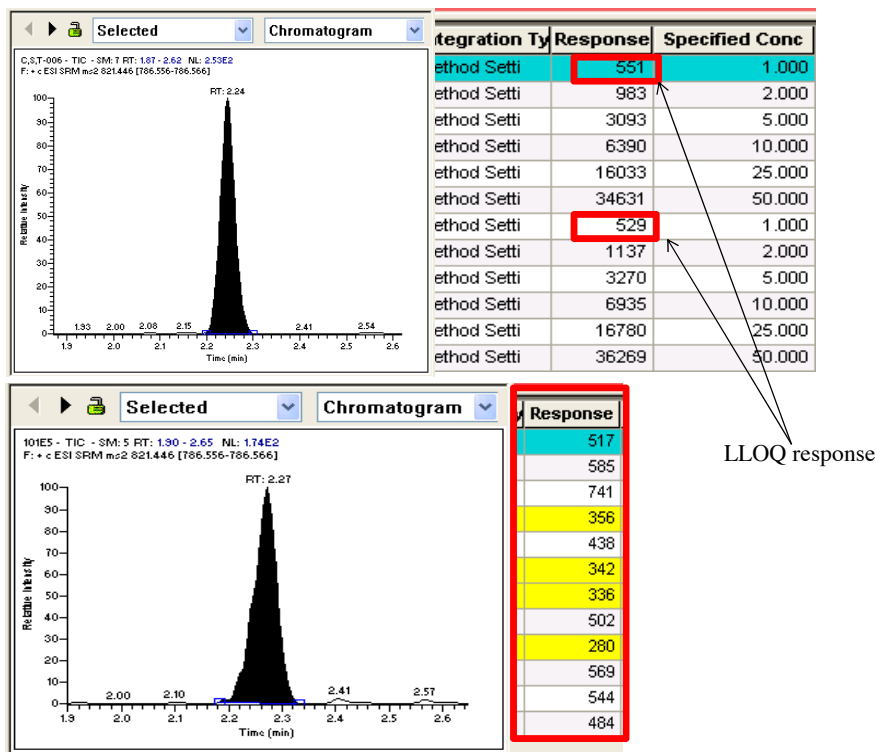 Selected Chromatogram
C,S,T-006 - TIC - SM: 7 RT: 1.87 - 2.62 NL: 2.53E2
F: + c ESI SRM ms2 821.446 [786.556-786.566]
RT: 2.24
100
90
80
70
60
50
40
30
20
10
0
Relative Intensity
1.93 2.00 2.08 2.15 2.41 2.54
1.9 2.0 2.1 2.2 2.3 2.4 2.5 2.6
Time (min)
tegration Ty Response Specified Conc
ethod Setti 551 1.000
ethod Setti 983 2.000
ethod Setti 3093 5.000
ethod Setti 6390 10.000
ethod Setti 16033 25.000
ethod Setti 34631 50.000
ethod Setti 529 1.000
ethod Setti 1137 2.000
ethod Setti 3270 5.000
ethod Setti 6935 10.000
ethod Setti 16780 25.000
ethod Setti 36269 50.000
LLOQ response
Selected Chromatogram
101E5 - TIC - SM: 5 RT: 1.90 - 2.65 NL: 1.74E2
F: + c ESI SRM ms2 821.446 [786.556-786.566]
RT: 2.27
100
90
80
70
60
50
40
30
20
10
0
Relative Intensity
2.00 2.10 2.41 2.57
1.9 2.0 2.1 2.2 2.3 2.4 2.5 2.6
Time (min)
y Response
517
585
741
356
438
342
336
502
280
569
544
484